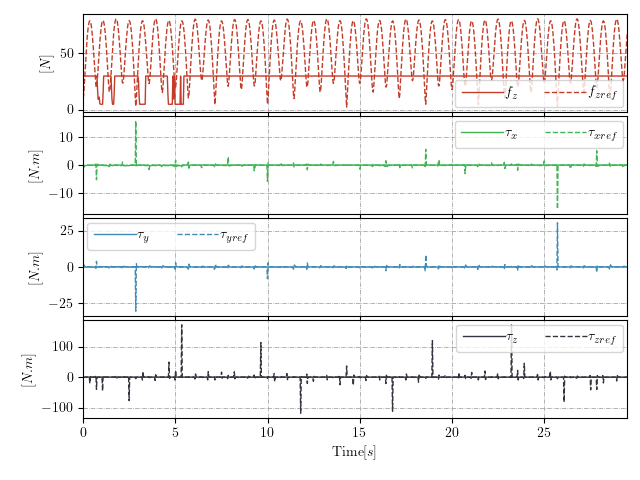 [N]
50
0
f_z
f_zref
[N.m]
10
0
−10
τ_x
τ_xref
[N.m]
25
0
−25
τ_y
τ_yref
[N.m]
100
0
−100
τ_z
τ_zref
0 5 10 15 20 25
Time[s]